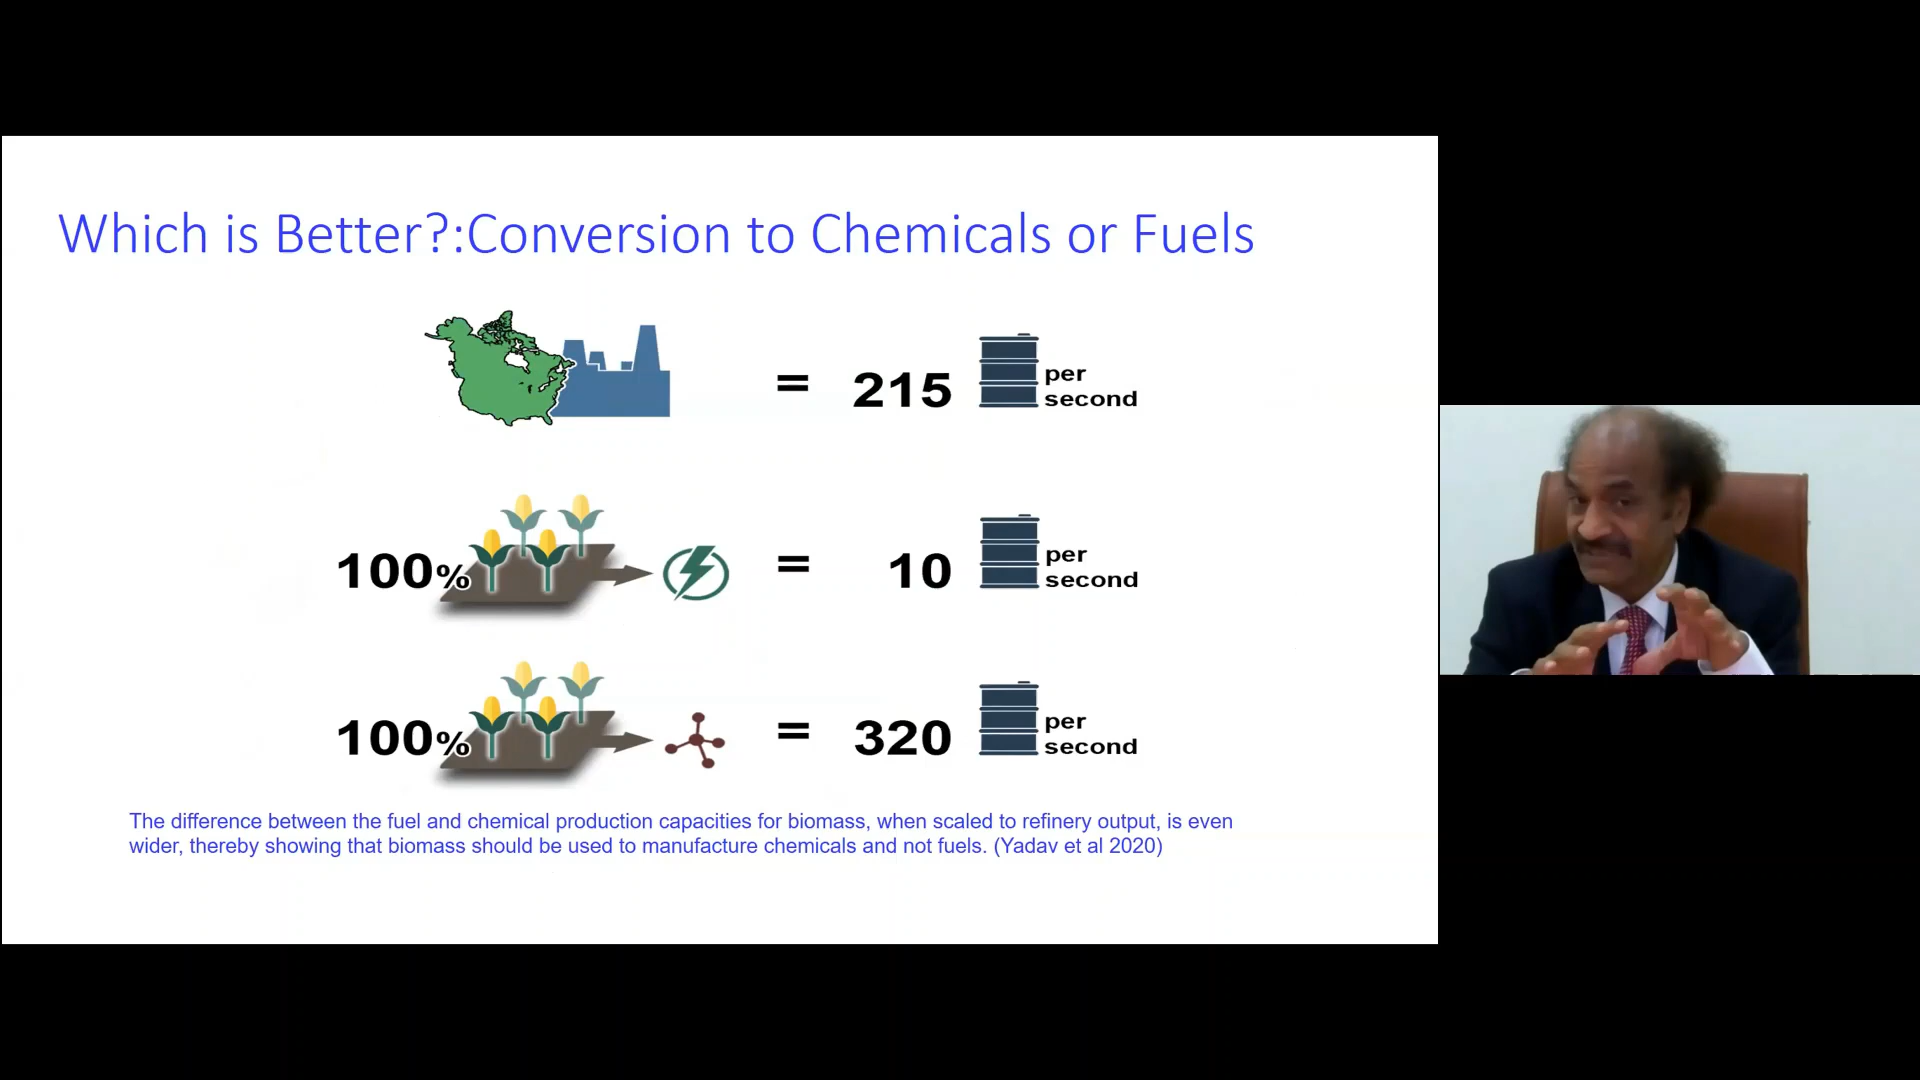 Which is Better?:Conversion to Chemicals or Fuels
= 215 per
second
100% = 10 per
second
100% = 320 per
second
The difference between the fuel and chemical production capacities for biomass, when scaled to refinery output, is even
wider, thereby showing that biomass should be used to manufacture chemicals and not fuels. (Yadav et al 2020)